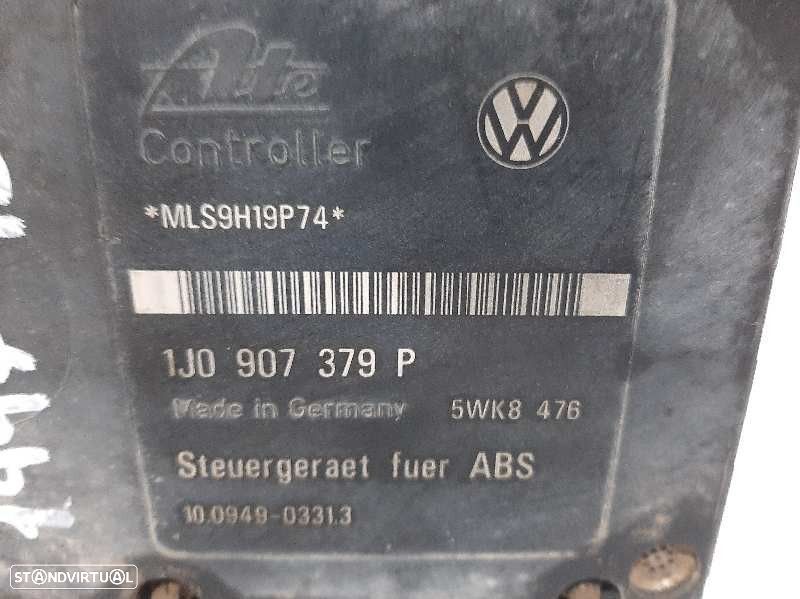 Ate
Controller
*MLS9H19P74*
1J0 907 379 P
Made in Germany 5WK8 476
Steuergeraet fuer ABS
10.0949-0331.3
STANDVIRTUAL